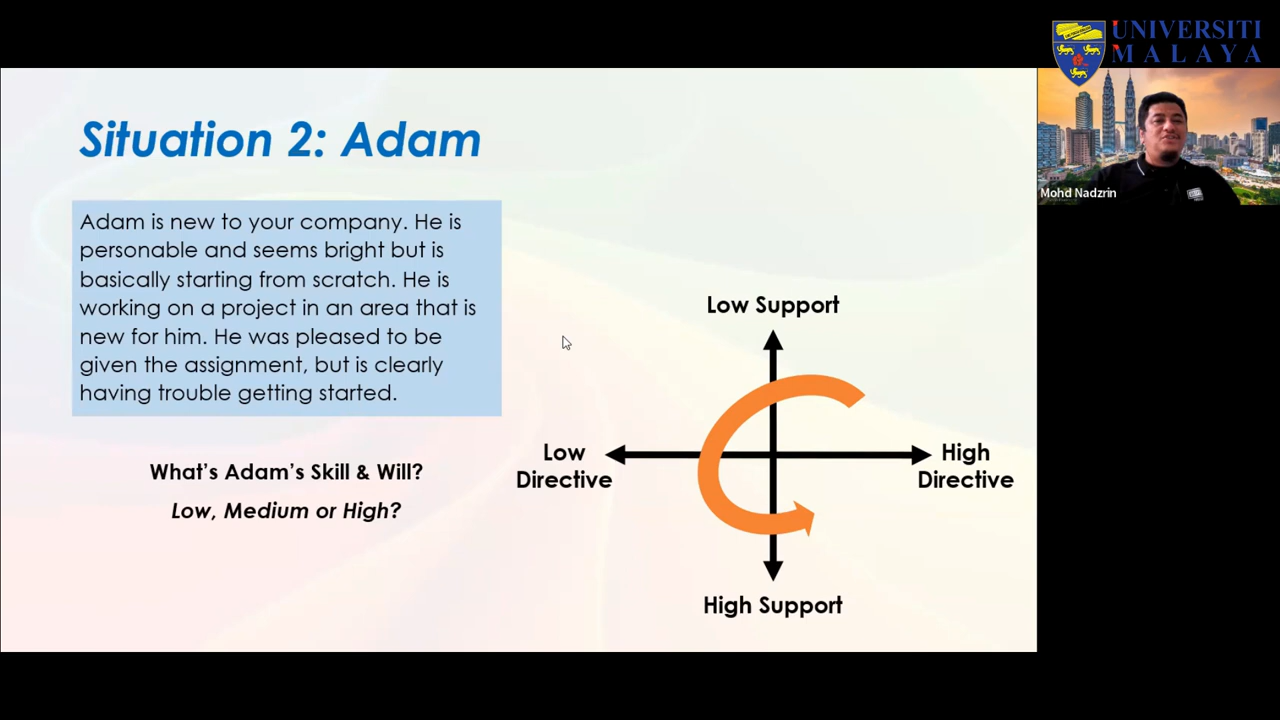 UNIVERSITI
MALAYA
Situation 2: Adam
Adam is new to your company. He is
personable and seems bright but is
basically starting from scratch. He is
working on a project in an area that is
new for him. He was pleased to be
given the assignment, but is clearly
having trouble getting started.
What's Adam's Skill & Will?
Low, Medium or High?
Low Support
Low
Directive
High
Directive
High Support
Mohd Nadzrin